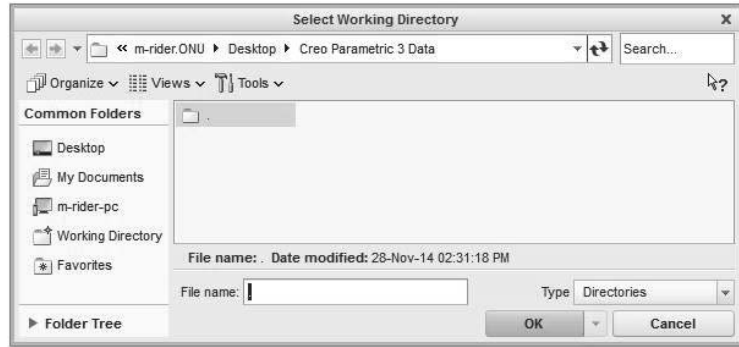 Select Working Directory
« m-rider.ONU Desktop Creo Parametric 3 Data Search...
Organize Views Tools ?
Common Folders
.
Desktop
My Documents
m-rider-pc
Working Directory
Favorites
File name: . Date modified: 28-Nov-14 02:31:18 PM
File name: . Type Directories
Folder Tree
OK Cancel